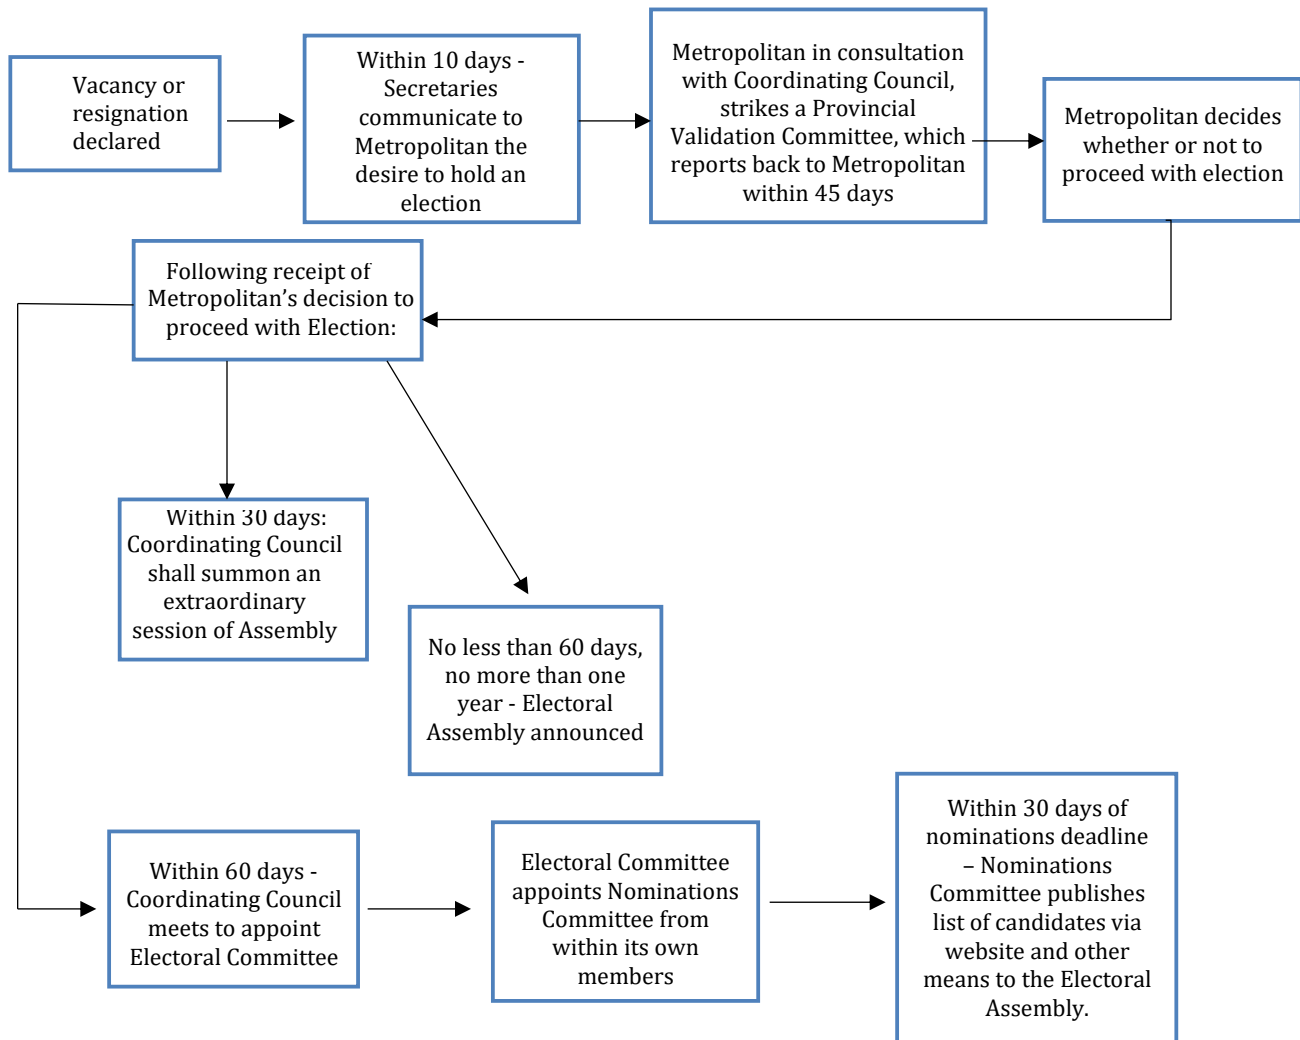 Vacancy or
resignation
declared
Within 10 days -
Secretaries
communicate to
Metropolitan the
desire to hold an
election
Metropolitan in consultation
with Coordinating Council,
strikes a Provincial
Validation Committee, which
reports back to Metropolitan
within 45 days
Metropolitan decides
whether or not to
proceed with election
Following receipt of
Metropolitan’s decision to
proceed with Election:
Within 30 days:
Coordinating Council
shall summon an
extraordinary
session of Assembly
No less than 60 days,
no more than one
year - Electoral
Assembly announced
Within 60 days -
Coordinating Council
meets to appoint
Electoral Committee
Electoral Committee
appoints Nominations
Committee from
within its own
members
Within 30 days of
nominations deadline
– Nominations
Committee publishes
list of candidates via
website and other
means to the Electoral
Assembly.